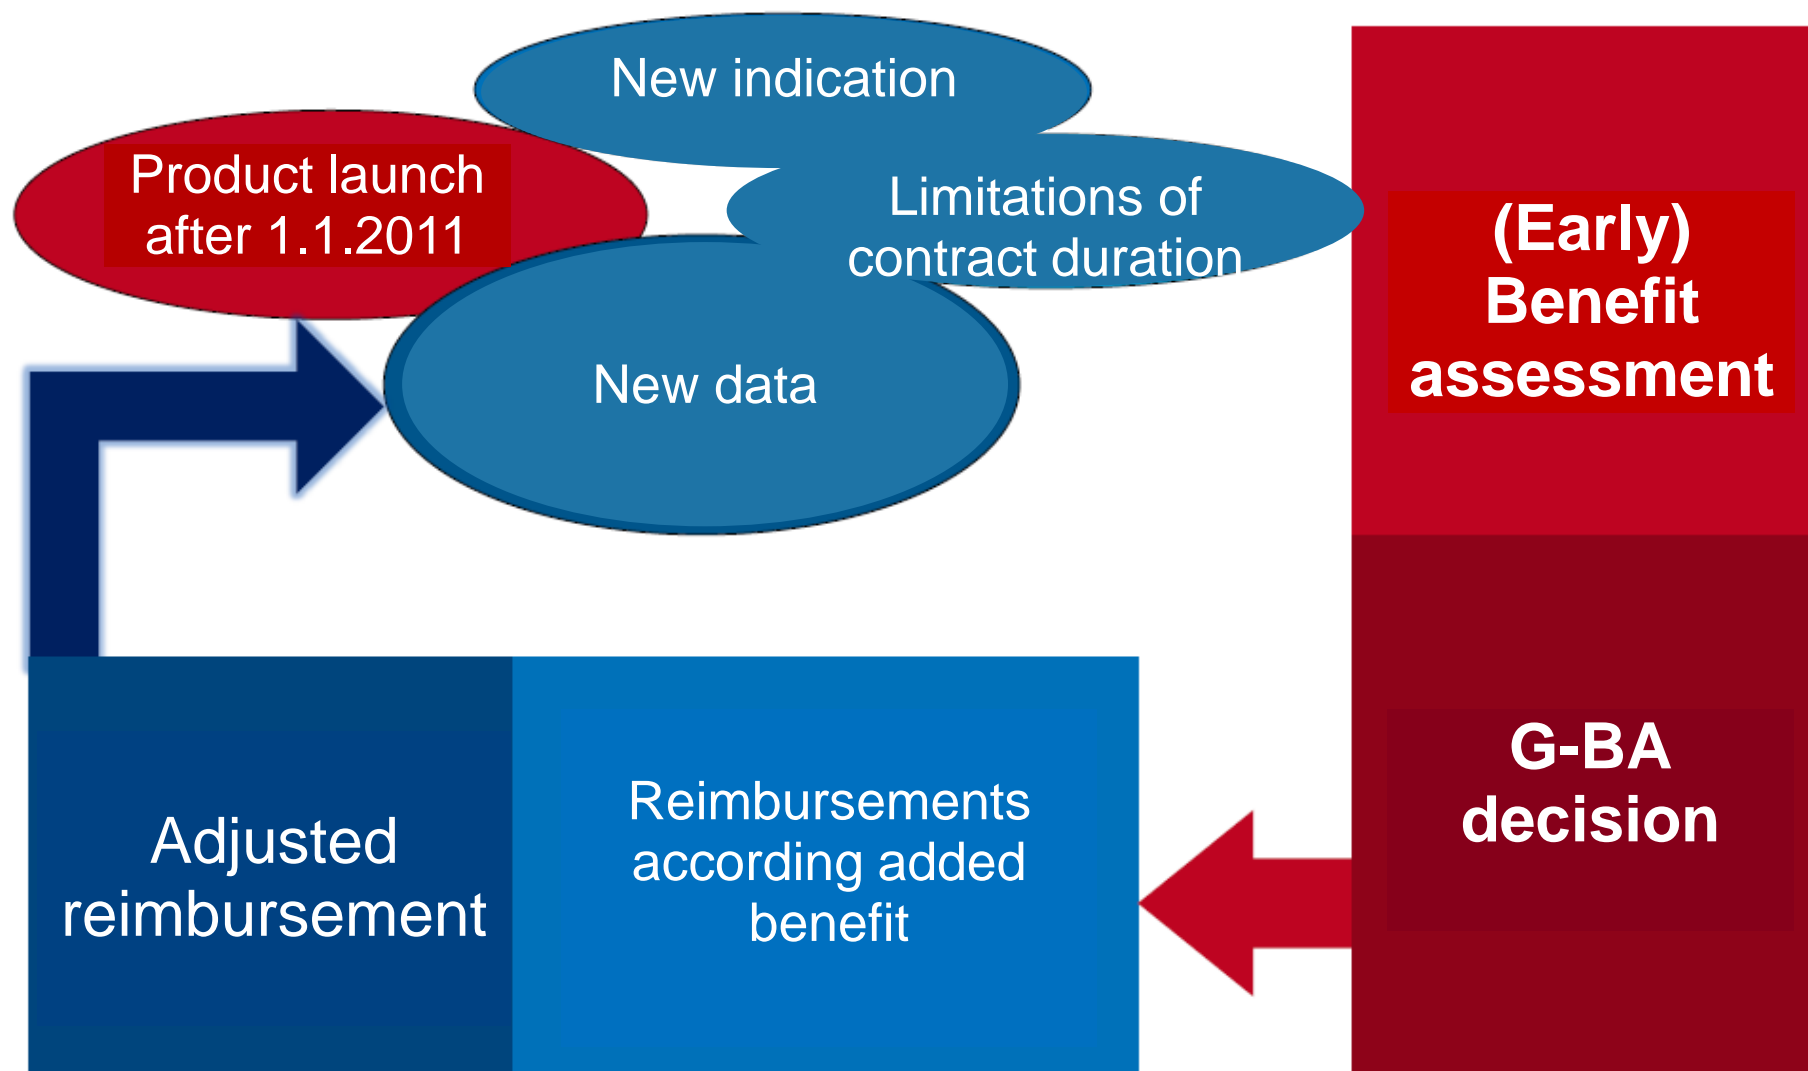 New indication
Product launch
after 1.1.2011
Limitations of
contract duration
New data
(Early)
Benefit
assessment
G-BA
decision
Reimbursements
according added
benefit
Adjusted
reimbursement